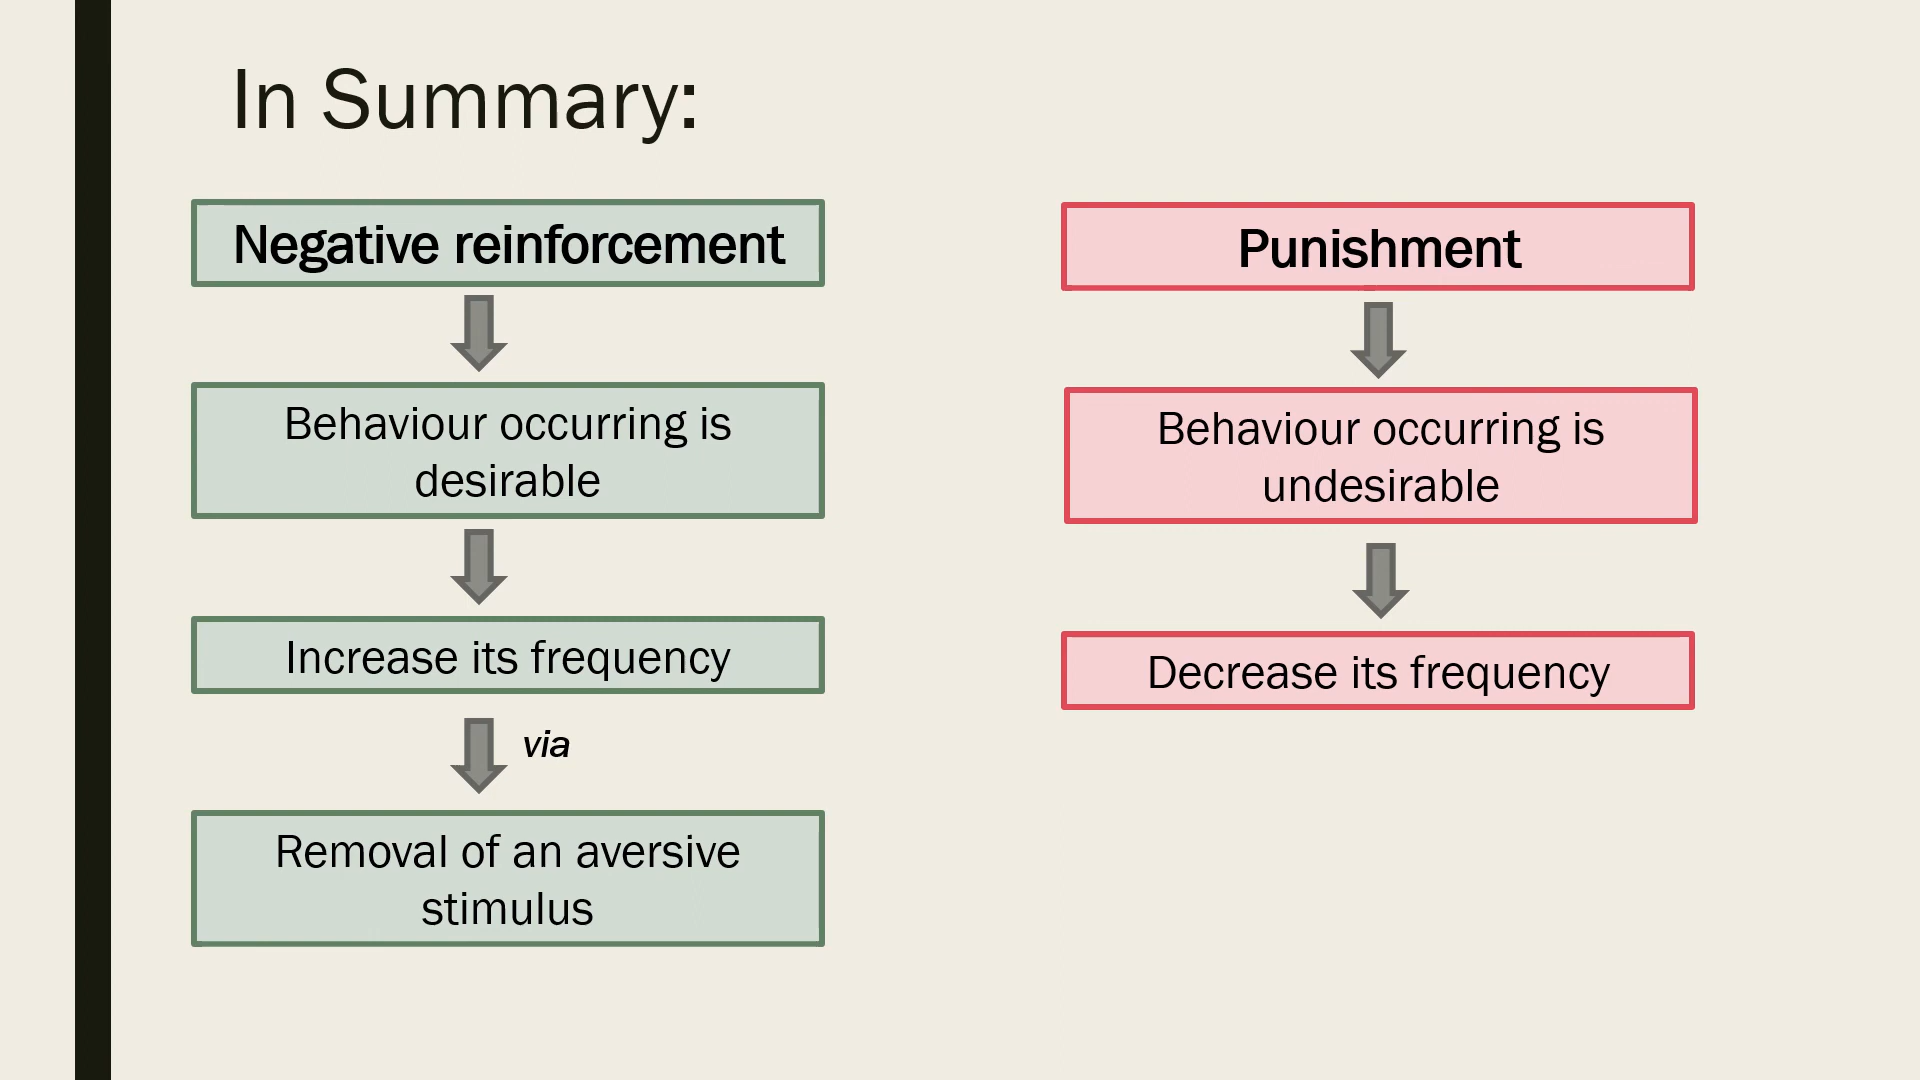 In Summary:
Negative reinforcement
Behaviour occurring is
desirable
Increase its frequency
via
Removal of an aversive
stimulus
Punishment
Behaviour occurring is
undesirable
Decrease its frequency